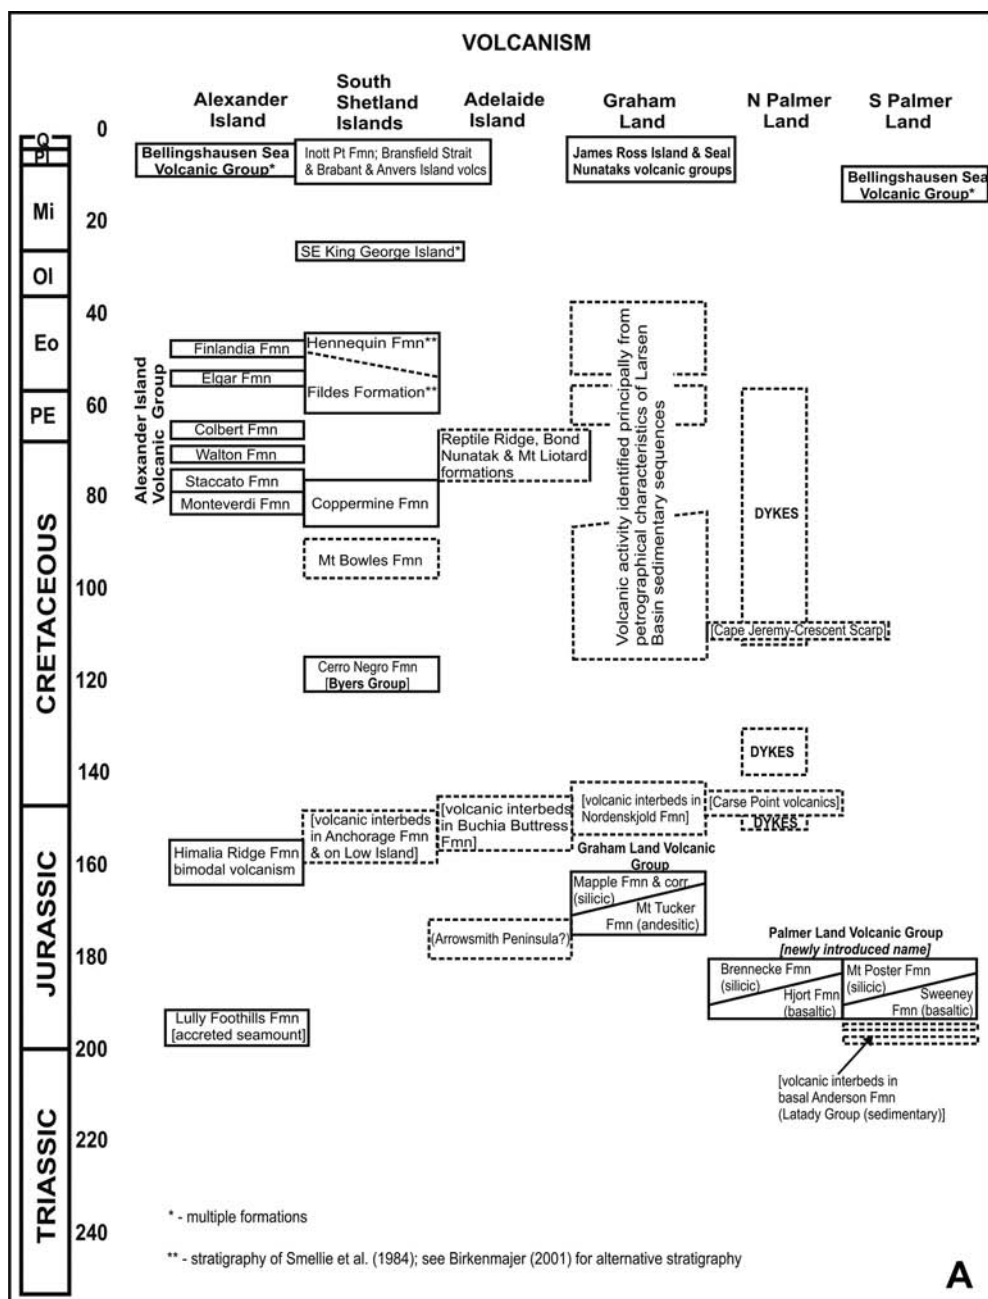 VOLCANISM
Alexander
Island
South
Shetland
Islands
Adelaide
Island
Graham
Land
N Palmer
Land
S Palmer
Land
0
20
40
60
80
100
120
140
160
180
200
220
240
Q
Pl
Mi
Ol
Eo
PE
CRETACEOUS
JURASSIC
TRIASSIC
Bellingshausen Sea
Volcanic Group*
Inott Pt Fmn; Bransfield Strait
& Brabant & Anvers Island volcs
James Ross Island & Seal
Nunataks volcanic groups
Bellingshausen Sea
Volcanic Group*
SE King George Island*
Alexander Island
Volcanic Group
Finlandia Fmn
Elgar Fmn
Colbert Fmn
Walton Fmn
Staccato Fmn
Monteverdi Fmn
Hennequin Fmn**
Fildes Formation**
Coppermine Fmn
Mt Bowles Fmn
Cerro Negro Fmn
[Byers Group]
Reptile Ridge, Bond
Nunatak & Mt Liotard
formations
Volcanic activity identified principally from
petrographical characteristics of Larsen
Basin sedimentary sequences
DYKES
[Cape Jeremy-Crescent Scarp]
DYKES
[Carse Point volcanics]
DYKES
[volcanic interbeds in
Nordenskjold Fmn]
[volcanic interbeds
in Buchia Buttress
Fmn]
[volcanic interbeds
in Anchorage Fmn
& on Low Island]
Himalia Ridge Fmn
bimodal volcanism
Graham Land Volcanic
Group
Mapple Fmn & corr
(silicic)
Mt Tucker
Fmn (andesitic)
(Arrowsmith Peninsula?)
Palmer Land Volcanic Group
[newly introduced name]
Brennecke Fmn
(silicic)
Hjort Fmn
(basaltic)
Mt Poster Fmn
(silicic)
Sweeney
Fmn (basaltic)
Lully Foothills Fmn
[accreted seamount]
[volcanic interbeds in
basal Anderson Fmn
(Latady Group (sedimentary)]
* - multiple formations
** - stratigraphy of Smellie et al. (1984); see Birkenmajer (2001) for alternative stratigraphy
A